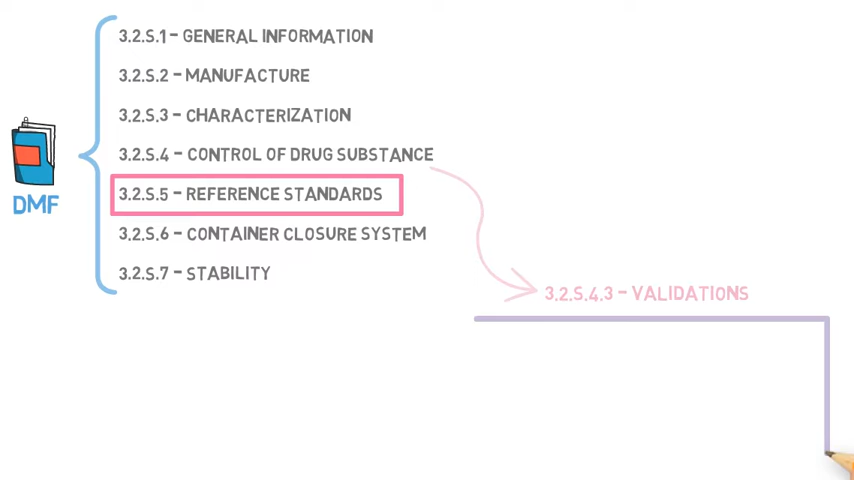 3.2.S.1 - GENERAL INFORMATION
3.2.S.2 - MANUFACTURE
3.2.S.3 - CHARACTERIZATION
3.2.S.4 - CONTROL OF DRUG SUBSTANCE
3.2.S.5 - REFERENCE STANDARDS
DMF
3.2.S.6 - CONTAINER CLOSURE SYSTEM
3.2.S.7 - STABILITY
3.2.S.4.3 - VALIDATIONS